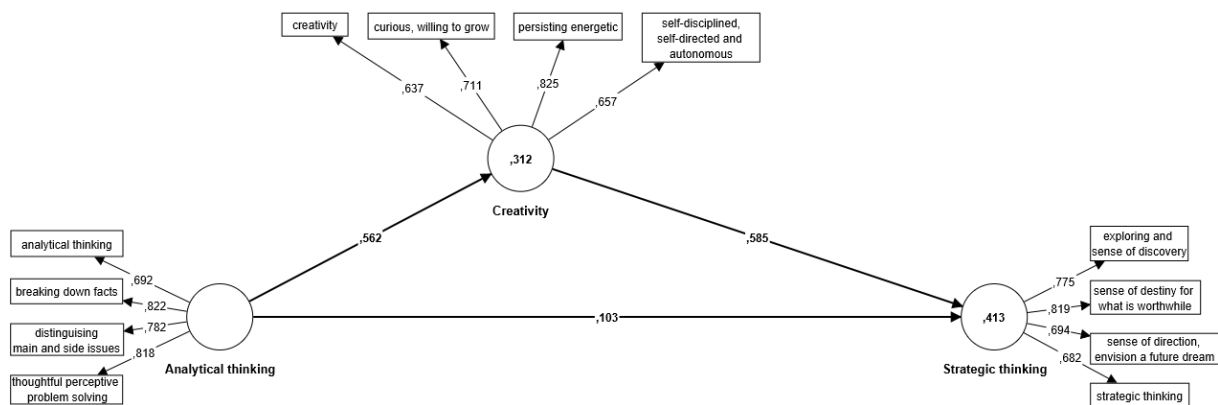 creativity
curious, willing to grow
persisting energetic
self-disciplined,
self-directed and
autonomous
,637
,711
,825
,657
,312
Creativity
,562
,585
analytical thinking
,692
breaking down facts
,822
distinguising
main and side issues
,782
thoughtful perceptive
problem solving
,818
Analytical thinking
,103
,413
Strategic thinking
exploring and
sense of discovery
,775
sense of destiny for
what is worthwhile
,819
sense of direction,
envision a future dream
,694
strategic thinking
,682